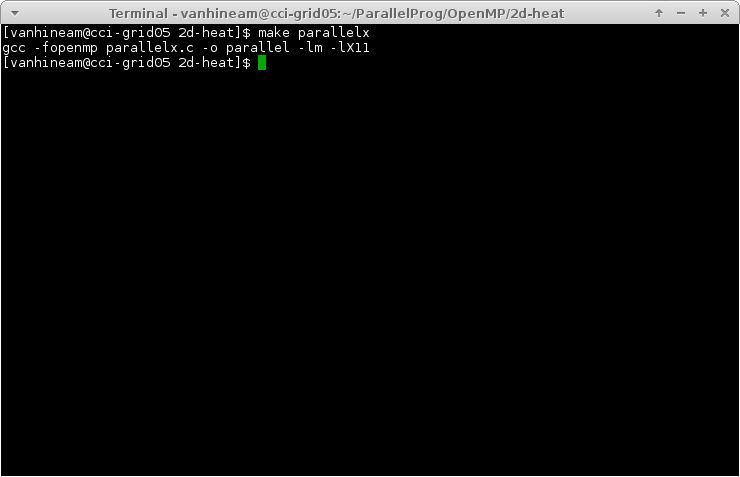 Terminal - vanhineam@cci-grid05:~/ParallelProg/OpenMP/2d-heat
[vanhineam@cci-grid05 2d-heat]$ make parallelx
gcc -fopenmp parallelx.c -o parallel -lm -lX11
[vanhineam@cci-grid05 2d-heat]$